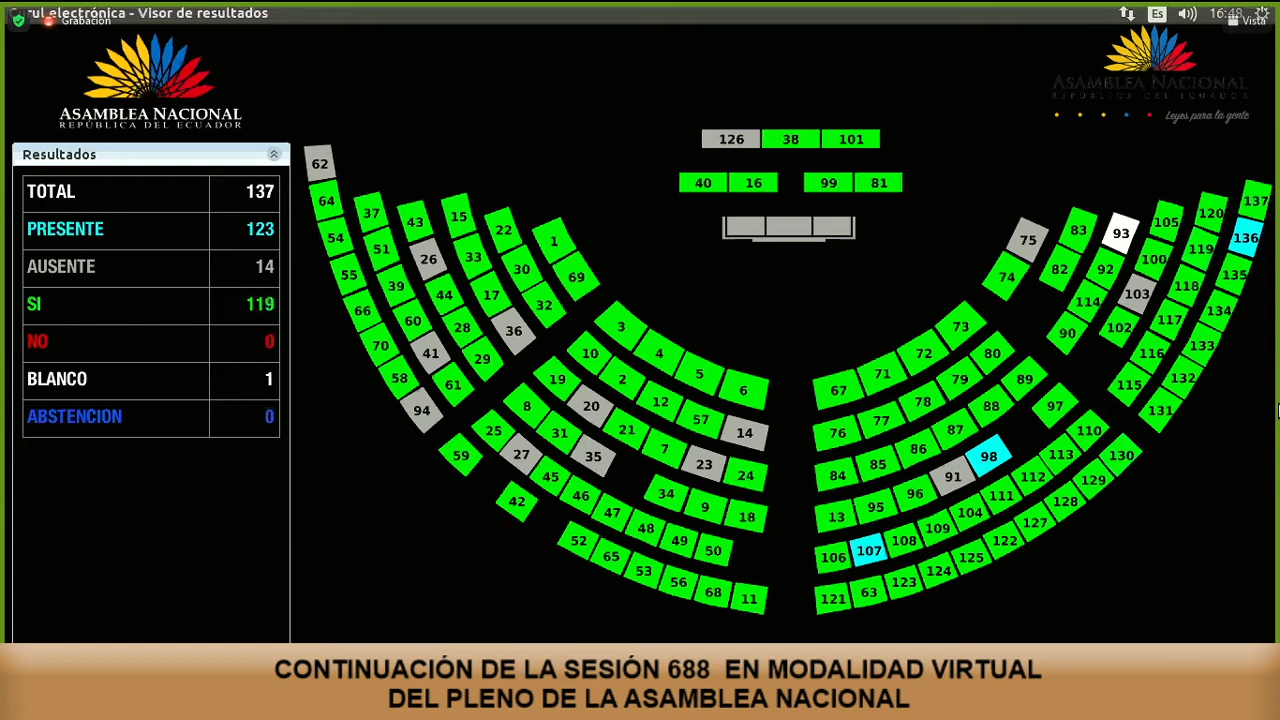 Curul electrónica - Visor de resultados
Grabación
Es
16:48
Vista
ASAMBLEA NACIONAL
REPÚBLICA DEL ECUADOR
ASAMBLEA NACIONAL
REPÚBLICA DEL ECUADOR
Leyes para la gente
Resultados
TOTAL 137
PRESENTE 123
AUSENTE 14
SI 119
NO 0
BLANCO 1
ABSTENCION 0
126 38 101
40 16 99 81
62
64 37 43 15 22 1
54 51 26 33 30 69
55 39 44 17 32
66 60 28 36
70 41 29
58 61
94
75 83 93 105 120 137
74 82 92 100 119 136
114 103 118 135
90 102 117 134
116 133
115 132
131
3 4 5 6
10 2 12 57 14
19 20 21 7 23 24
8 31 35 34 9 18
25 27 45 46 47 48 49 50
59 42 52 65 53 56 68 11
67 71 72 73
76 77 78 79 80
84 85 86 87 88 89
13 95 96 91 98 97
106 107 108 109 104 111 112 113 110
121 63 123 124 125 122 127 128 129 130
CONTINUACIÓN DE LA SESIÓN 688 EN MODALIDAD VIRTUAL
DEL PLENO DE LA ASAMBLEA NACIONAL